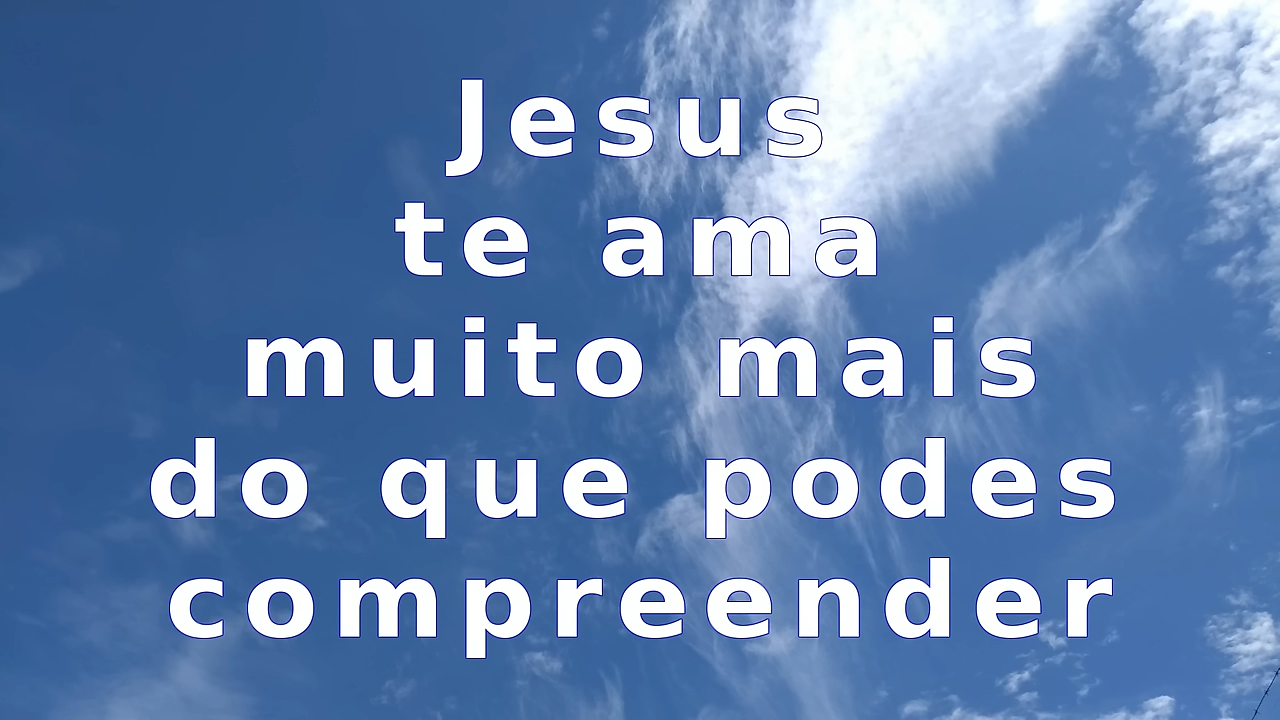 Jesus
te ama
muito mais
do que podes
compreender